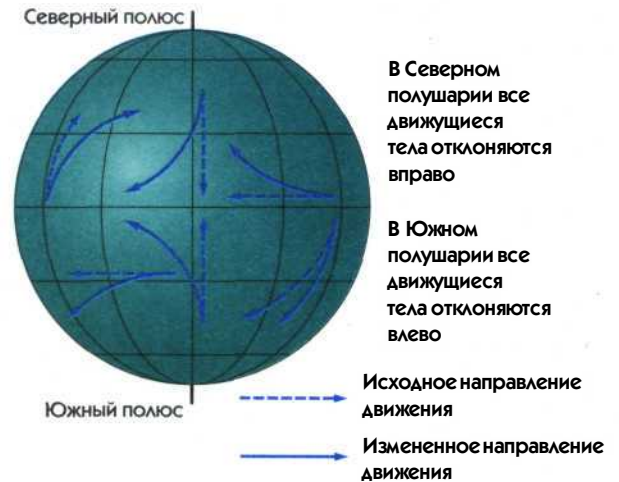 Северный полюс
В Северном
полушарии все
движущиеся
тела отклоняются
вправо
В Южном
полушарии все
движущиеся
тела отклоняются
влево
Южный полюс
Исходное направление
движения
Измененное направление
движения